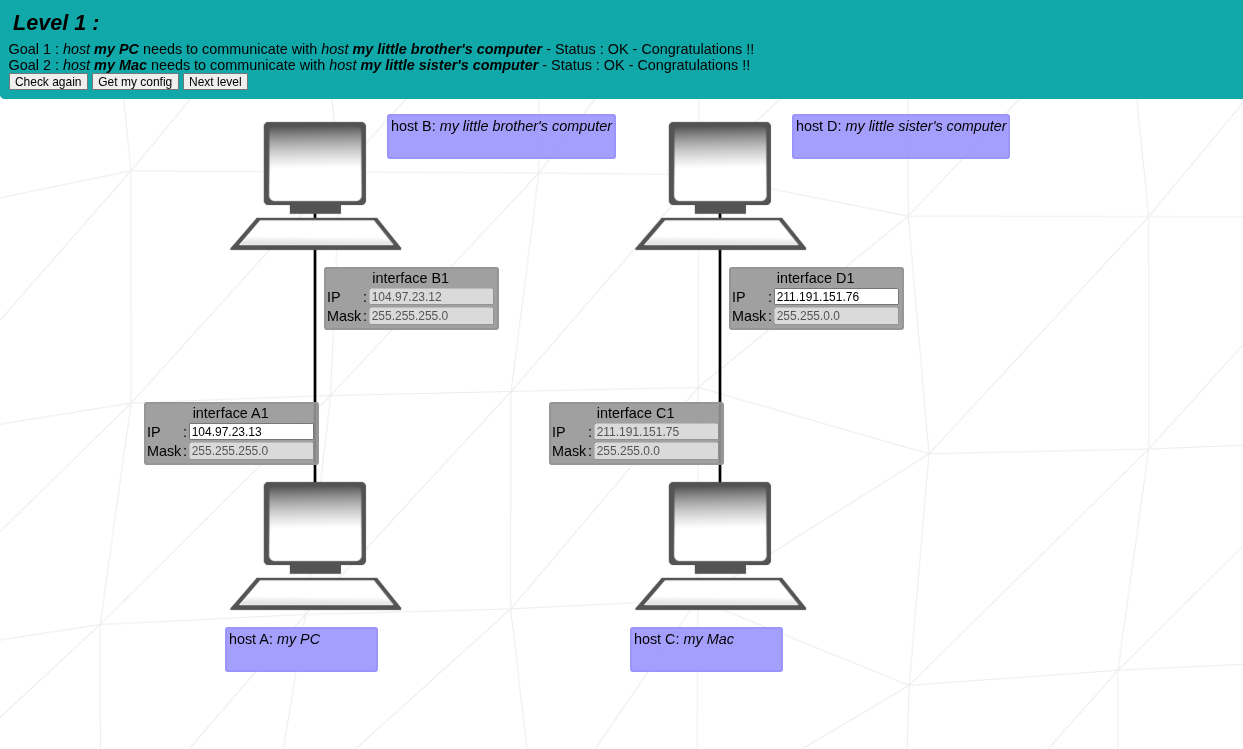 Level 1 :
Goal 1 : host my PC needs to communicate with host my little brother's computer - Status : OK - Congratulations !!
Goal 2 : host my Mac needs to communicate with host my little sister's computer - Status : OK - Congratulations !!
Check again Get my config Next level
host B: my little brother's computer
host D: my little sister's computer
interface B1
IP : 104.97.23.12
Mask : 255.255.255.0
interface D1
IP : 211.191.151.76
Mask : 255.255.0.0
interface A1
IP : 104.97.23.13
Mask : 255.255.255.0
interface C1
IP : 211.191.151.75
Mask : 255.255.0.0
host A: my PC
host C: my Mac